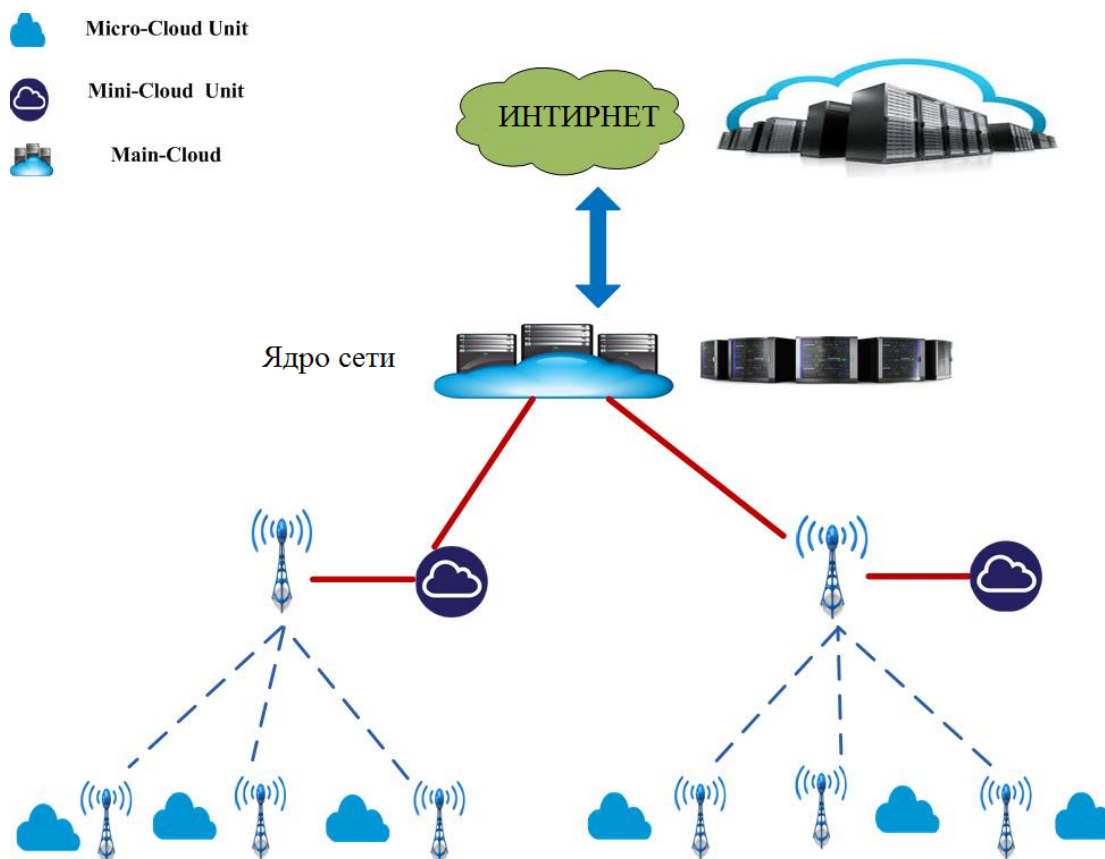 Micro-Cloud Unit
Mini-Cloud Unit
Main-Cloud
ИНТИРНЕТ
Ядро сети